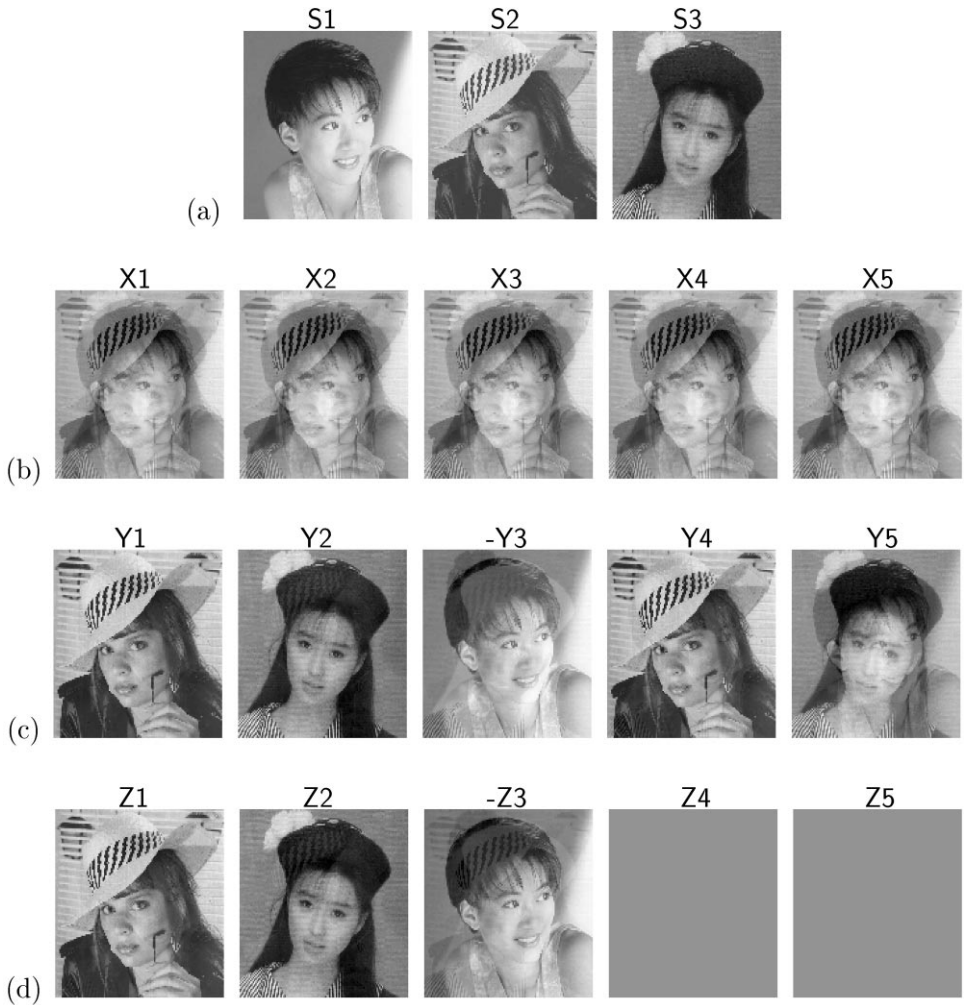 S1 S2 S3
(a)
X1 X2 X3 X4 X5
(b)
Y1 Y2 -Y3 Y4 Y5
(c)
Z1 Z2 -Z3 Z4 Z5
(d)